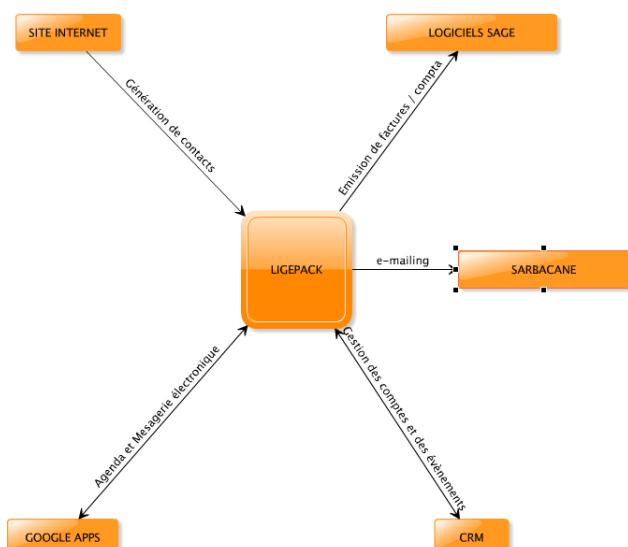 SITE INTERNET
LOGICIELS SAGE
Génération de contacts
Emission de factures / compta
LIGEPACK
e-mailing
SARBACANE
Agenda et Mesagerie électronique
Gestion des comptes et des évènements
GOOGLE APPS
CRM